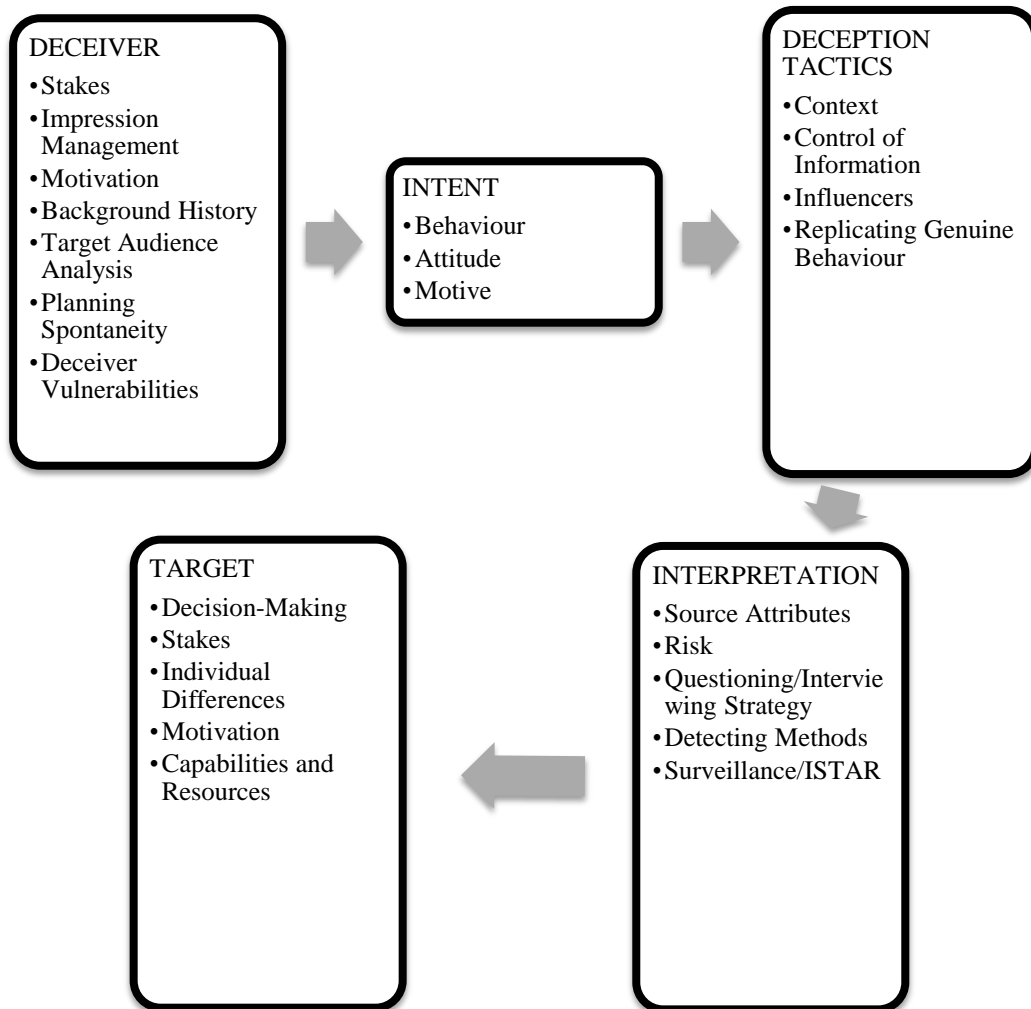 DECEIVER
•Stakes
•Impression
Management
•Motivation
•Background History
•Target Audience
Analysis
•Planning
Spontaneity
•Deceiver
Vulnerabilities
INTENT
•Behaviour
•Attitude
•Motive
DECEPTION
TACTICS
•Context
•Control of
Information
•Influencers
•Replicating Genuine
Behaviour
INTERPRETATION
•Source Attributes
•Risk
•Questioning/Intervie
wing Strategy
•Detecting Methods
•Surveillance/ISTAR
TARGET
•Decision-Making
•Stakes
•Individual
Differences
•Motivation
•Capabilities and
Resources